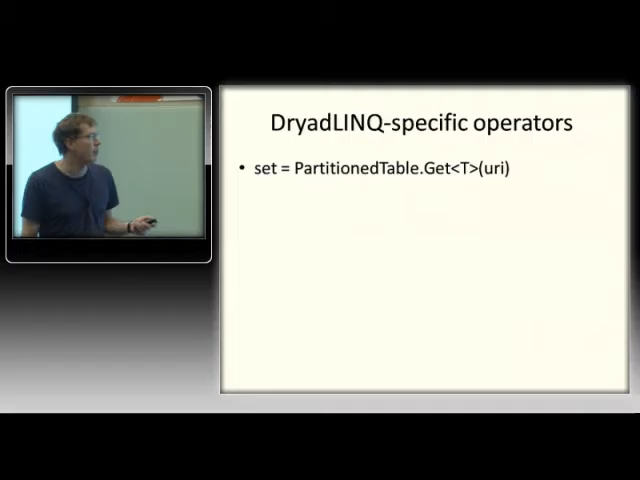 DryadLINQ-specific operators
• set = PartitionedTable.Get<T>(uri)